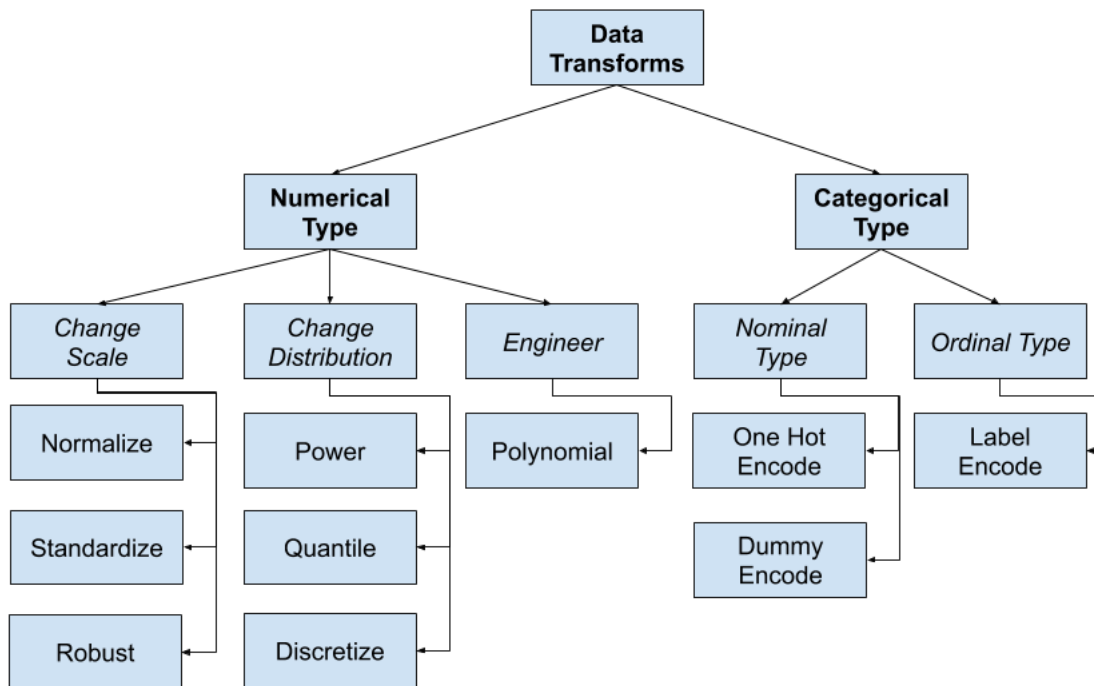 Data
Transforms
Numerical
Type
Categorical
Type
Change
Scale
Change
Distribution
Engineer
Nominal
Type
Ordinal Type
Normalize
Power
Polynomial
One Hot
Encode
Label
Encode
Standardize
Quantile
Dummy
Encode
Robust
Discretize